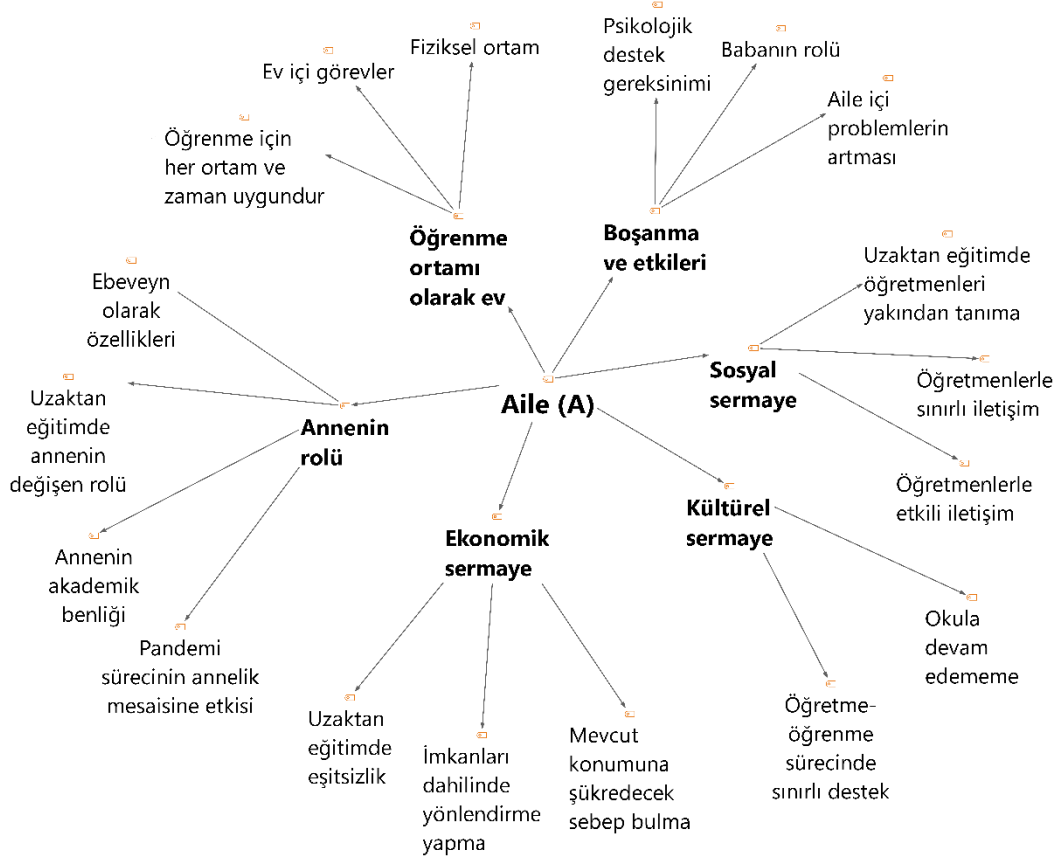 Fiziksel ortam
Ev içi görevler
Öğrenme için
her ortam ve
zaman uygundur
Öğrenme
ortamı
olarak ev
Psikolojik
destek
gereksinimi
Babanın rolü
Aile içi
problemlerin
artması
Boşanma
ve etkileri
Uzaktan eğitimde
öğretmenleri
yakından tanıma
Sosyal
sermaye
Öğretmenlerle
sınırlı iletişim
Öğretmenlerle
etkili iletişim
Aile (A)
Ebeveyn
olarak
özellikleri
Annenin
rolü
Uzaktan
eğitimde
annenin
değişen rolü
Annenin
akademik
benliği
Pandemi
sürecinin annelik
mesaisine etkisi
Ekonomik
sermaye
Uzaktan
eğitimde
eşitsizlik
İmkanları
dahilinde
yönlendirme
yapma
Mevcut
konumuna
şükredecek
sebep bulma
Kültürel
sermaye
Öğretme-
öğrenme
sürecinde
sınırlı destek
Okula
devam
edememe